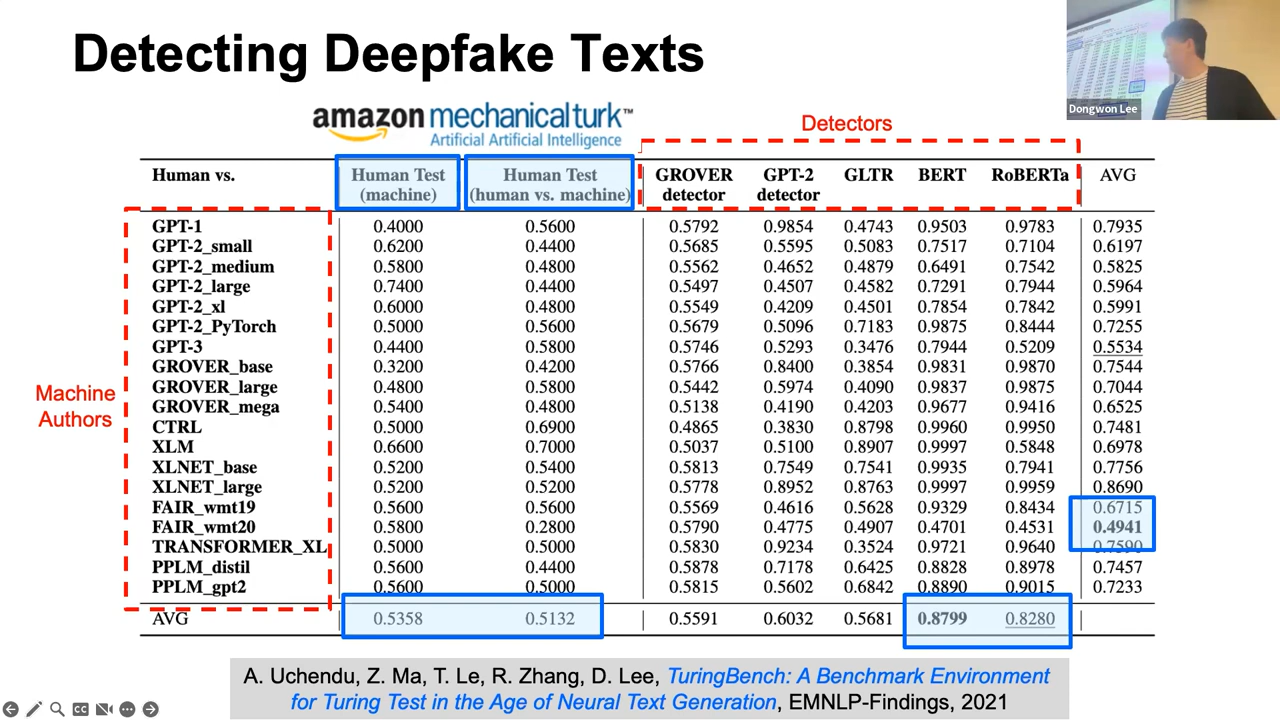 Detecting Deepfake Texts
Dongwon Lee
amazon mechanicalturk™
Artificial Artificial Intelligence
Detectors
Human vs. Human Test (machine) Human Test (human vs. machine) GROVER detector GPT-2 detector GLTR BERT RoBERTa AVG
Machine Authors
GPT-1 0.4000 0.5600 0.5792 0.9854 0.4743 0.9503 0.9783 0.7935
GPT-2_small 0.6200 0.4400 0.5685 0.5595 0.5083 0.7517 0.7104 0.6197
GPT-2_medium 0.5800 0.4800 0.5562 0.4652 0.4879 0.6491 0.7542 0.5825
GPT-2_large 0.7400 0.4400 0.5497 0.4507 0.4582 0.7291 0.7944 0.5964
GPT-2_xl 0.6000 0.4800 0.5549 0.4209 0.4501 0.7854 0.7842 0.5991
GPT-2_PyTorch 0.5000 0.5600 0.5679 0.5096 0.7183 0.9875 0.8444 0.7255
GPT-3 0.4400 0.5800 0.5746 0.5293 0.3476 0.7944 0.5209 0.5534
GROVER_base 0.3200 0.4200 0.5766 0.8400 0.3854 0.9831 0.9870 0.7544
GROVER_large 0.4800 0.5800 0.5442 0.5974 0.4090 0.9837 0.9875 0.7044
GROVER_mega 0.5400 0.4800 0.5138 0.4190 0.4203 0.9677 0.9416 0.6525
CTRL 0.5000 0.6900 0.4865 0.3830 0.8798 0.9960 0.9950 0.7481
XLM 0.6600 0.7000 0.5037 0.5100 0.8907 0.9997 0.5848 0.6978
XLNET_base 0.5200 0.5400 0.5813 0.7549 0.7541 0.9935 0.7941 0.7756
XLNET_large 0.5200 0.5200 0.5778 0.8952 0.8763 0.9997 0.9959 0.8690
FAIR_wmt19 0.5600 0.5600 0.5569 0.4616 0.5628 0.9329 0.8434 0.6715
FAIR_wmt20 0.5800 0.2800 0.5790 0.4775 0.4907 0.4701 0.4531 0.4941
TRANSFORMER_XL 0.5000 0.5000 0.5830 0.9234 0.3524 0.9721 0.9640 0.7590
PPLM_distil 0.5600 0.4400 0.5878 0.7178 0.6425 0.8828 0.8978 0.7457
PPLM_gpt2 0.5600 0.5000 0.5815 0.5602 0.6842 0.8890 0.9015 0.7233
AVG 0.5358 0.5132 0.5591 0.6032 0.5681 0.8799 0.8280
A. Uchendu, Z. Ma, T. Le, R. Zhang, D. Lee, TuringBench: A Benchmark Environment
for Turing Test in the Age of Neural Text Generation, EMNLP-Findings, 2021